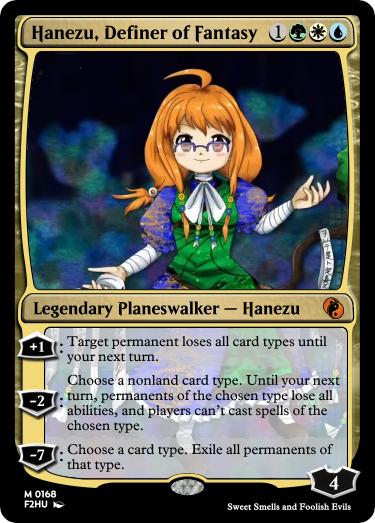 Hanezu, Definer of Fantasy 1
Legendary Planeswalker — Hanezu
+1: Target permanent loses all card types until
your next turn.
-2: Choose a nonland card type. Until your next
turn, permanents of the chosen type lose all
abilities, and players can't cast spells of the
chosen type.
-7: Choose a card type. Exile all permanents of
that type.
4
M 0168
F2HU
Sweet Smells and Foolish Evils